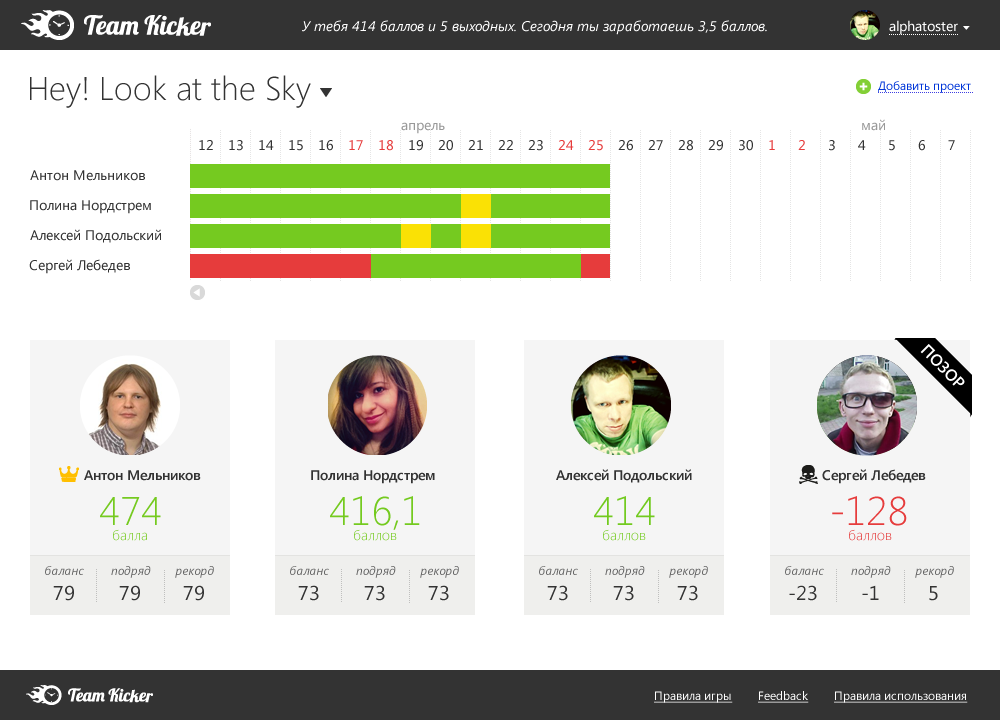 Team Kicker
У тебя 414 баллов и 5 выходных. Сегодня ты заработаешь 3,5 баллов.
alphatoster
Hey! Look at the Sky
Добавить проект
апрель май
12 13 14 15 16 17 18 19 20 21 22 23 24 25 26 27 28 29 30 1 2 3 4 5 6 7
Антон Мельников
Полина Нордстрем
Алексей Подольский
Сергей Лебедев
Антон Мельников
474
балла
баланс подряд рекорд
79 79 79
Полина Нордстрем
416,1
баллов
баланс подряд рекорд
73 73 73
Алексей Подольский
414
баллов
баланс подряд рекорд
73 73 73
ПОЗОР
Сергей Лебедев
-128
баллов
баланс подряд рекорд
-23 -1 5
Team Kicker
Правила игры Feedback Правила использования